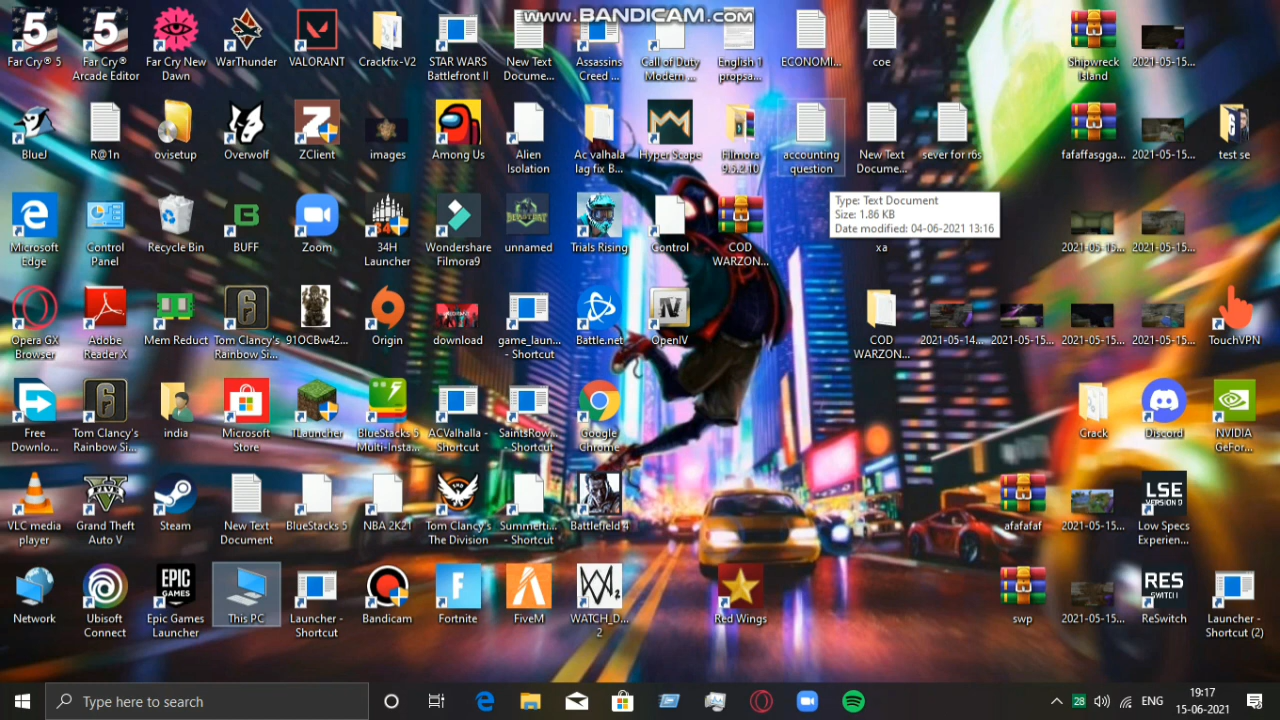 www.BANDICAM.com
Far Cry® 5
Far Cry®
Arcade Editor
Far Cry New
Dawn
WarThunder
VALORANT
Crackfix-V2
STAR WARS
Battlefront II
New Text
Docume...
Assassins
Creed ...
Call of Duty
Modern ...
English 1
propsa...
ECONOMI...
coe
Shipwreck
Island
2021-05-15...
BlueJ
R@1n
ovisetup
Overwolf
ZClient
images
Among Us
Alien
Isolation
Ac valhala
lag fix B...
Hyper Scape
Filmora
9.5.2.10
accounting
question
New Text
Docume...
sever for r6s
fafaffasgga...
2021-05-15...
test se
Type: Text Document
Size: 1.86 KB
Date modified: 04-06-2021 13:16
Microsoft
Edge
Control
Panel
Recycle Bin
BUFF
Zoom
34H
Launcher
Wondershare
Filmora9
unnamed
Trials Rising
Control
COD
WARZON...
xa
2021-05-15...
2021-05-15...
Opera GX
Browser
Adobe
Reader X
Mem Reduct
Tom Clancy's
Rainbow Si...
91OCBw42...
Origin
download
game_laun...
- Shortcut
Battle.net
OpenIV
COD
WARZON...
2021-05-14...
2021-05-15...
2021-05-15...
2021-05-15...
TouchVPN
Free
Downlo...
Tom Clancy's
Rainbow Si...
india
Microsoft
Store
TLauncher
BlueStacks 5
Multi-Insta...
ACValhalla -
Shortcut
SaintsRow...
- Shortcut
Google
Chrome
Crack
Discord
NVIDIA
GeFor...
VLC media
player
Grand Theft
Auto V
Steam
New Text
Document
BlueStacks 5
NBA 2K21
Tom Clancy's
The Division
Summerti...
- Shortcut
Battlefield 4
afafafaf
2021-05-15...
LSE
VERSION 0
Low Specs
Experien...
Network
Ubisoft
Connect
EPIC
GAMES
Epic Games
Launcher
This PC
Launcher -
Shortcut
Bandicam
Fortnite
FiveM
WATCH_D...
2
Red Wings
swp
2021-05-15...
RES
SWITCH
ReSwitch
Launcher -
Shortcut (2)
Type here to search
28
ENG
19:17
15-06-2021